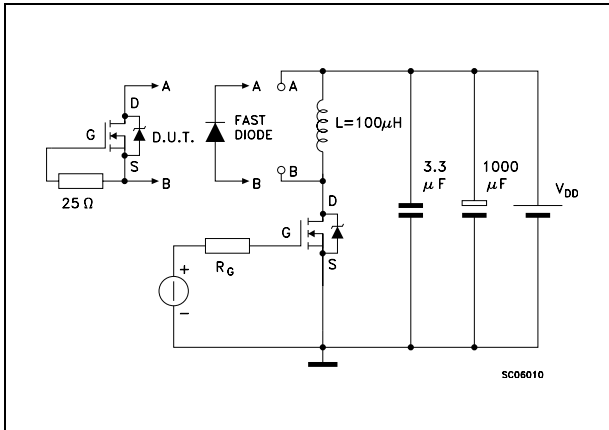 A
A
A
D
G
D.U.T.
FAST
DIODE
L=100μH
S
B
B
B
25 Ω
3.3
μF
1000
μF
V_DD
D
G
S
R_G
+
−
SC06010